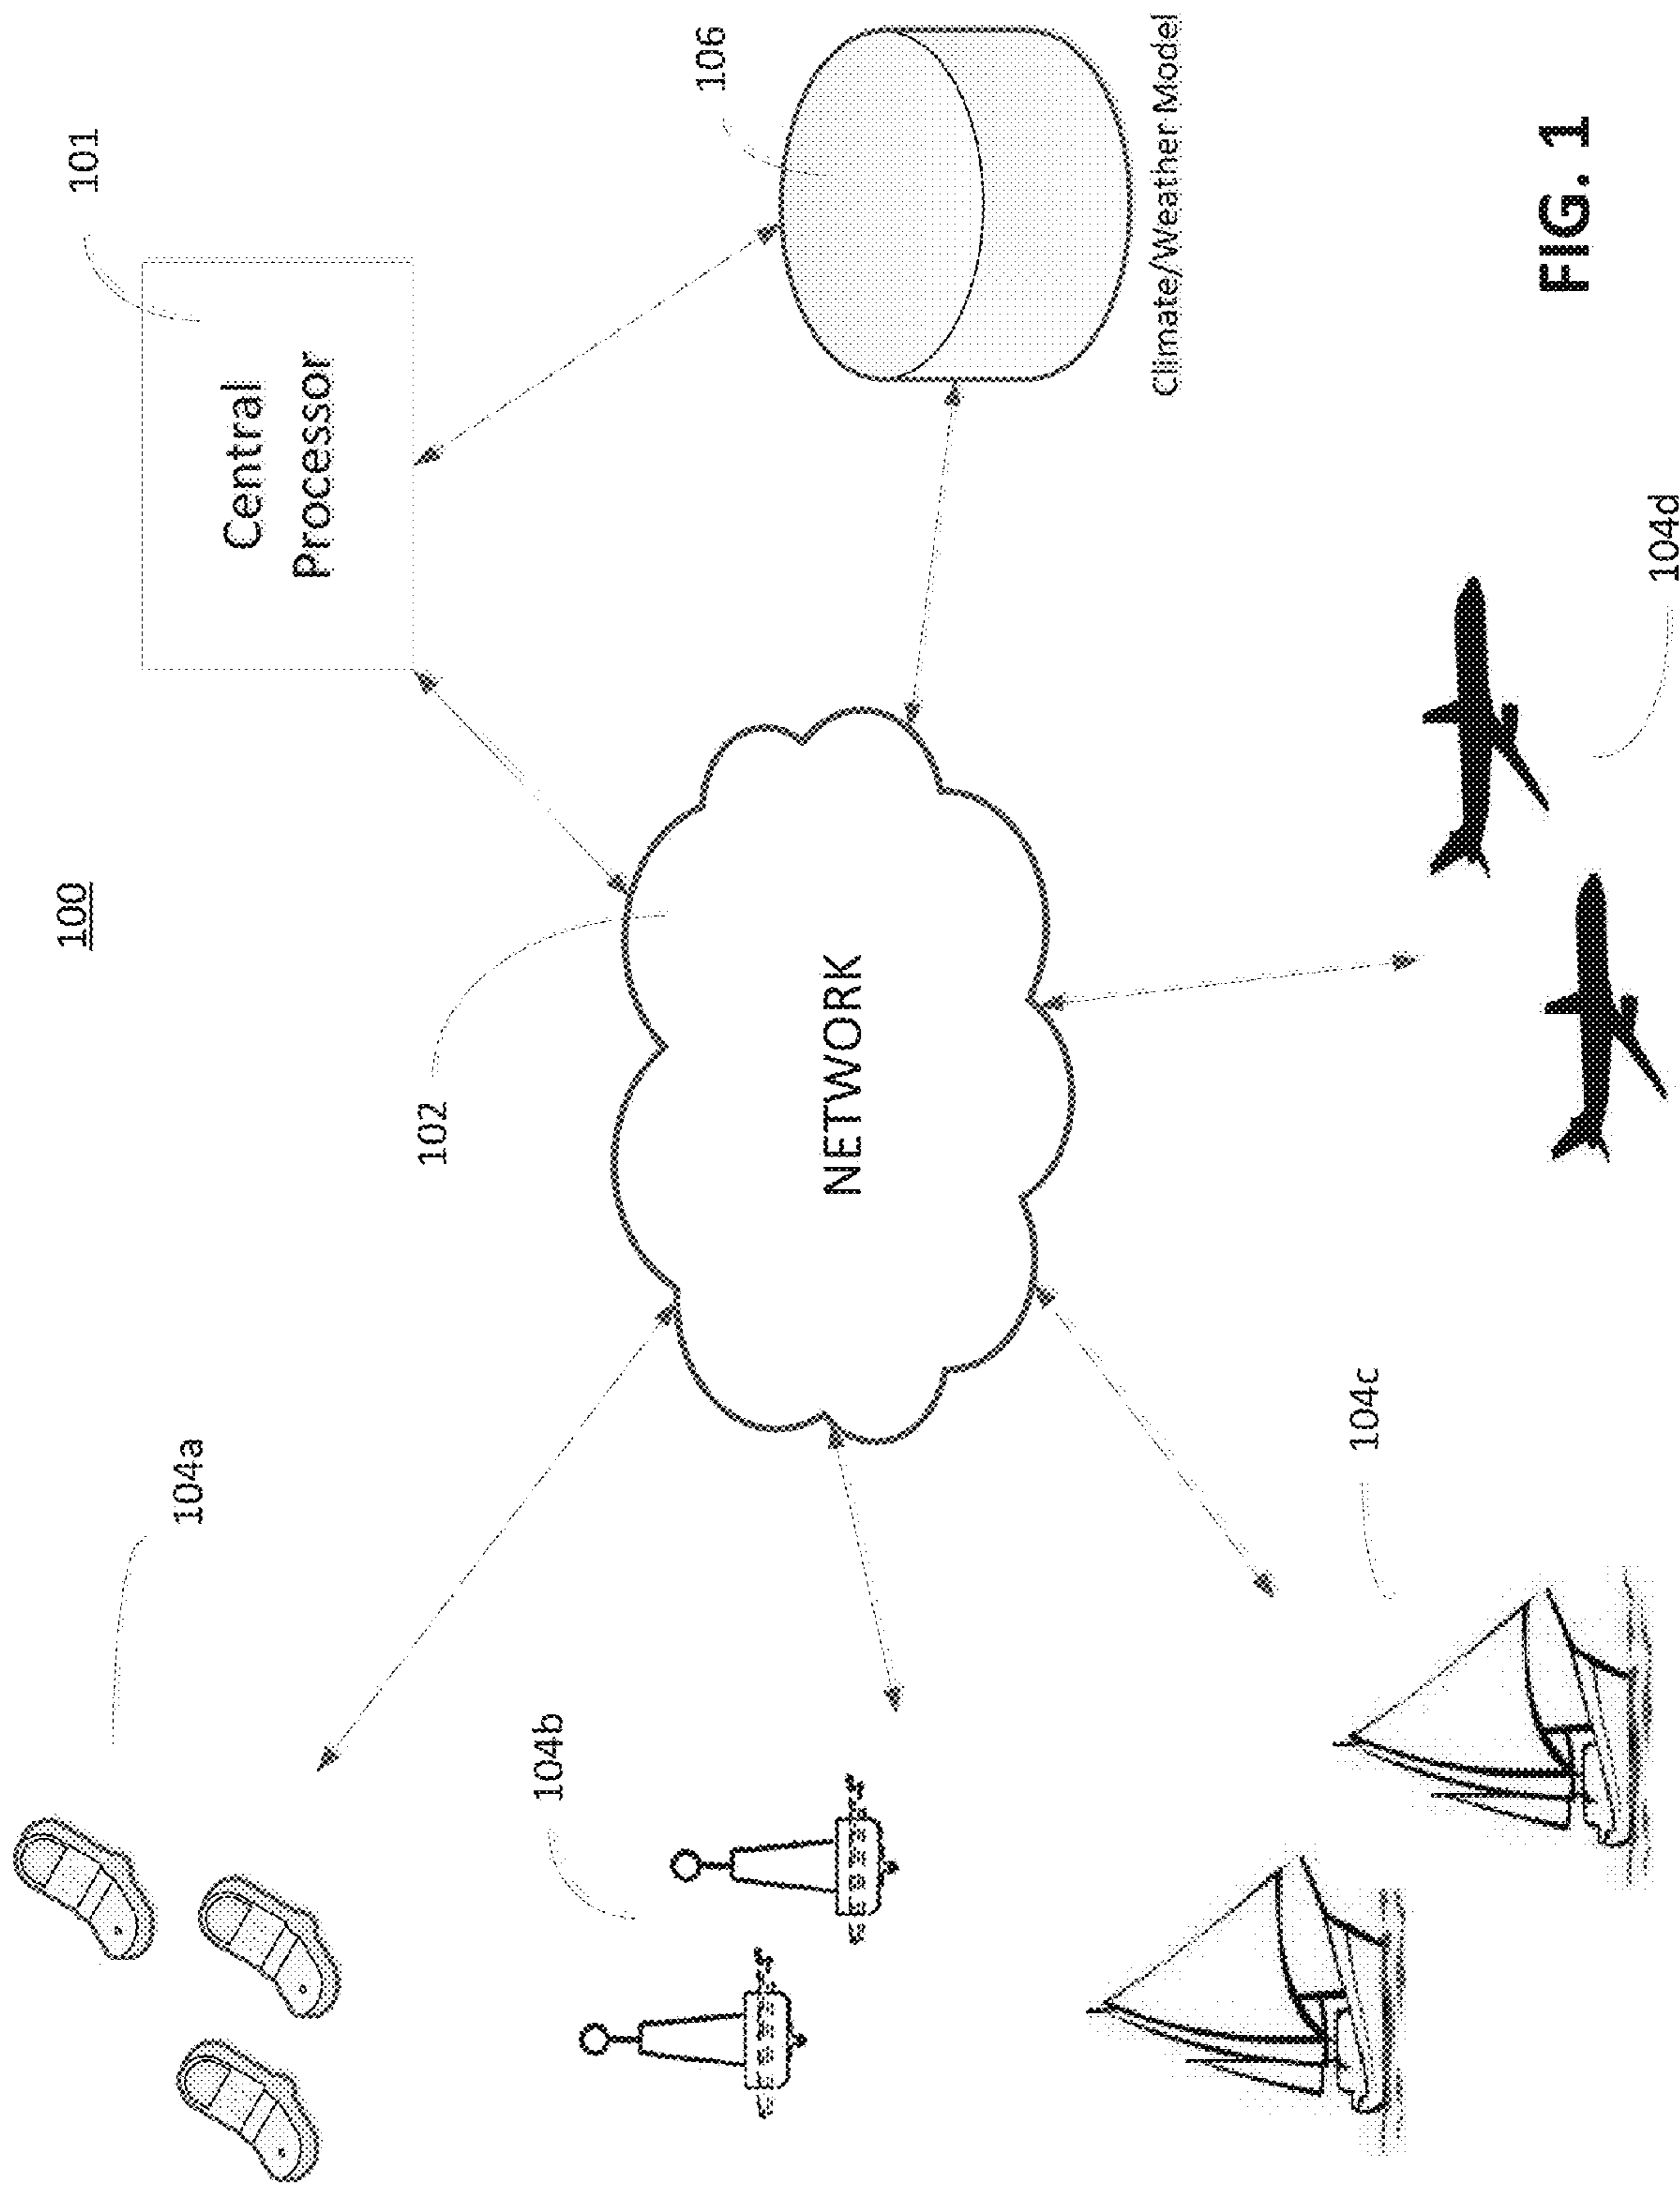 100
101
Central
Processor
104a
102
106
104b
NETWORK
Climate/Weather Model
104c
104d
FIG. 1